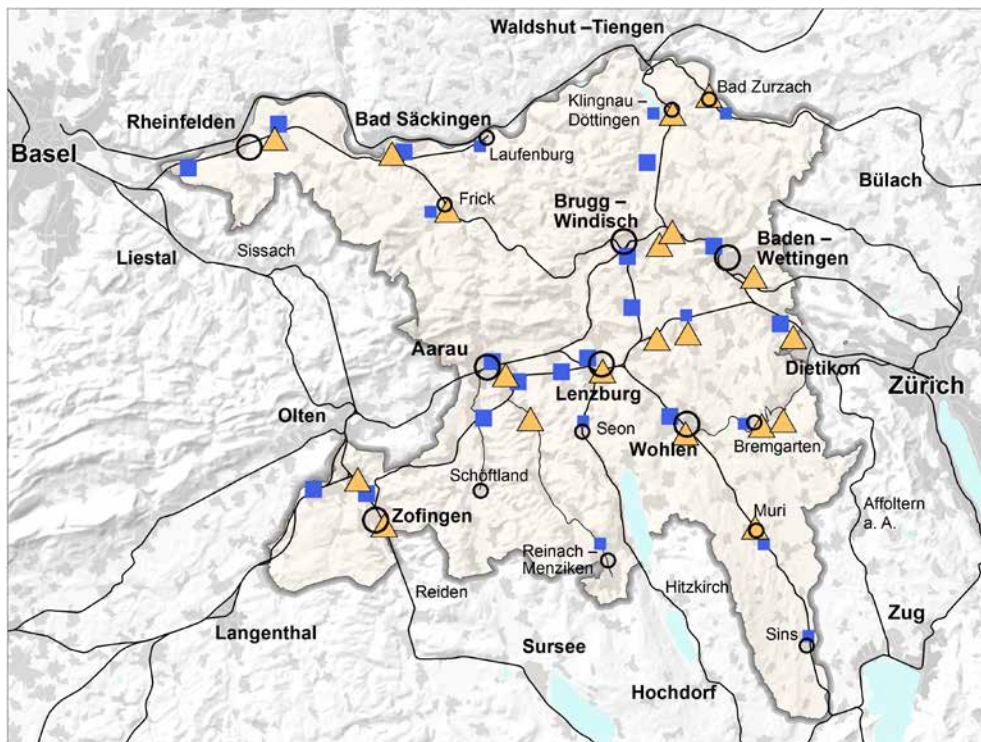 Waldshut –Tiengen
Bad Zurzach
Klingnau –
Döttingen
Rheinfelden
Bad Säckingen
Basel
Laufenburg
Bülach
Frick
Brugg –
Windisch
Baden –
Wettingen
Sissach
Liestal
Aarau
Dietikon
Zürich
Lenzburg
Olten
Seon
Wohlen
Bremgarten
Schöftland
Affoltern
a. A.
Muri
Zofingen
Reinach –
Menziken
Reiden
Hitzkirch
Zug
Langenthal
Sins
Sursee
Hochdorf